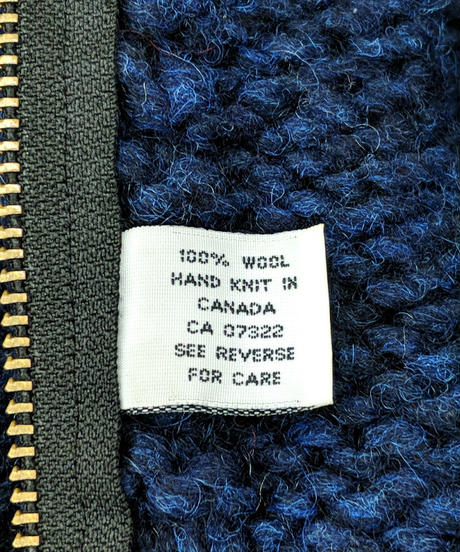 100% WOOL
HAND KNIT IN
CANADA
CA 07322
SEE REVERSE
FOR CARE